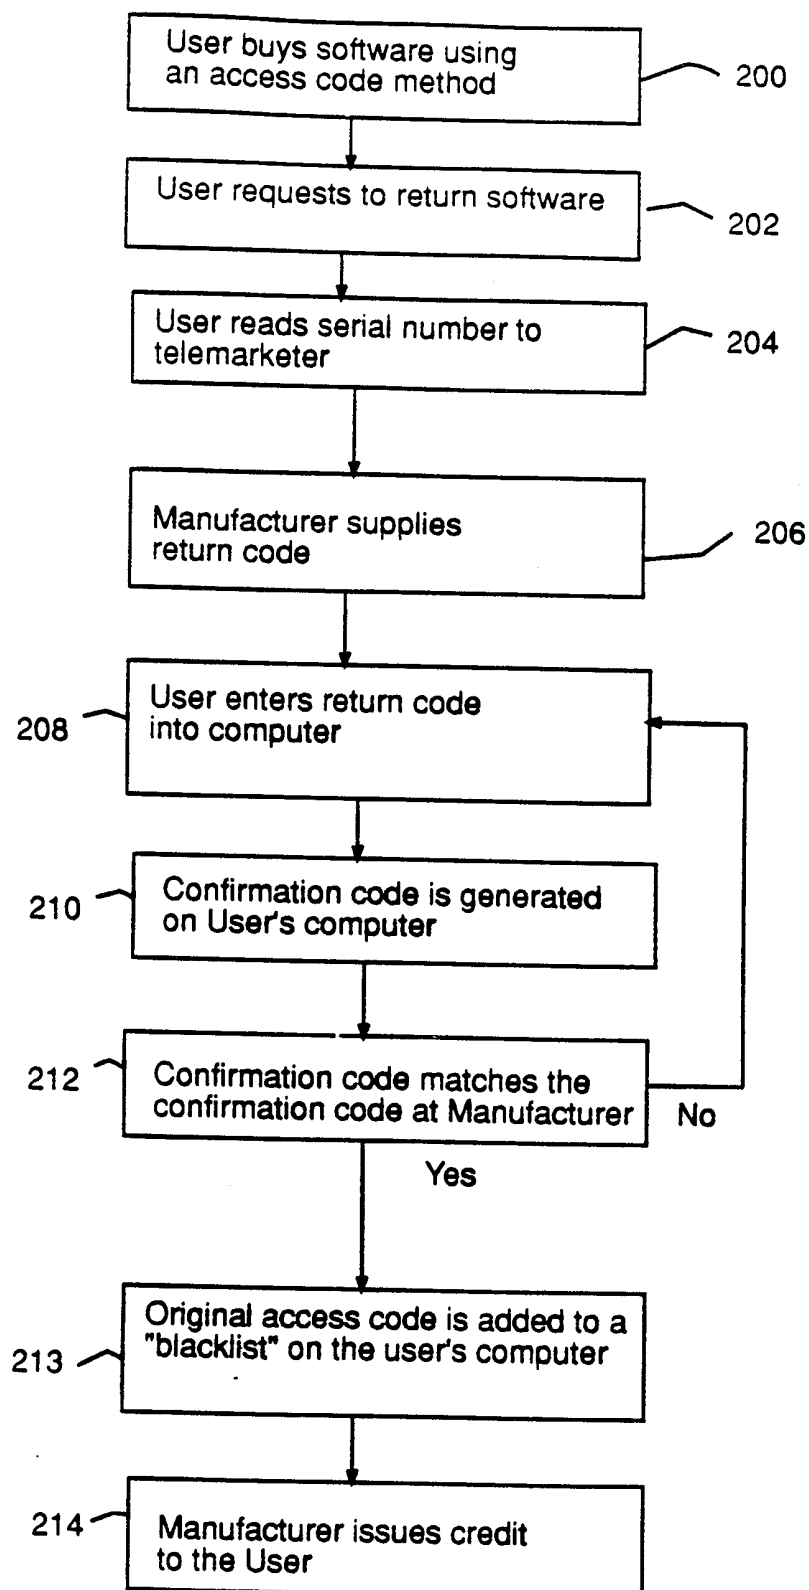 User buys software using
an access code method
200
User requests to return software
202
User reads serial number to
telemarketer
204
Manufacturer supplies
return code
206
User enters return code
into computer
208
Confirmation code is generated
on User's computer
210
Confirmation code matches the
confirmation code at Manufacturer
212
No
Yes
Original access code is added to a
"blacklist" on the user's computer
213
Manufacturer issues credit
to the User
214